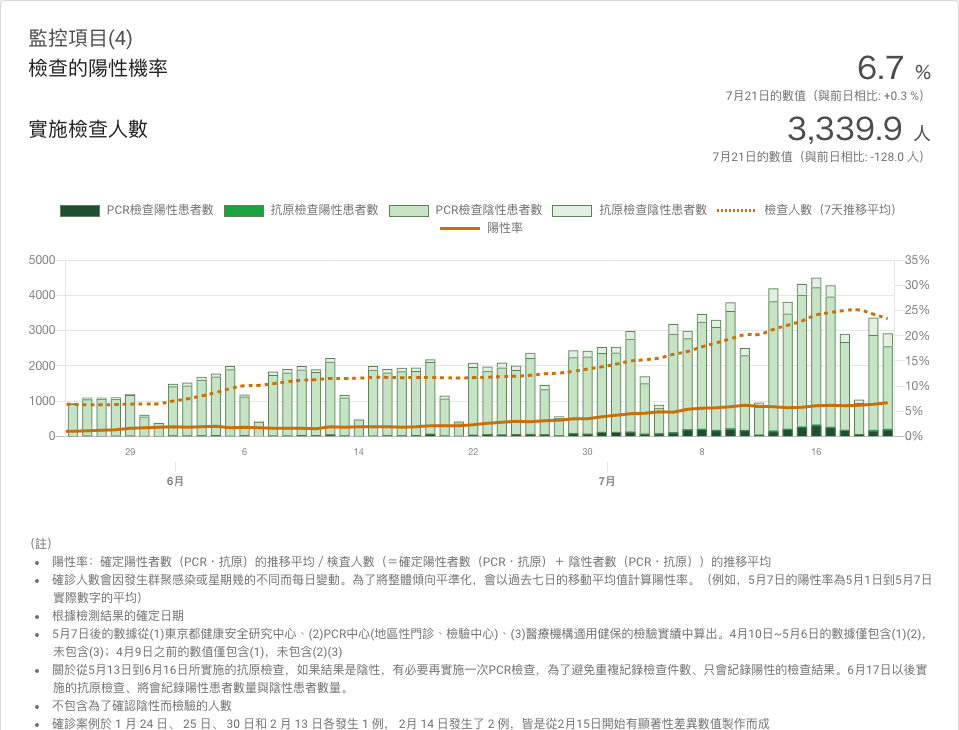 監控項目(4)
檢查的陽性機率
6.7 %
7月21日的數值（與前日相比: +0.3 %）
實施檢查人數
3,339.9 人
7月21日的數值（與前日相比: -128.0 人）
PCR檢查陽性患者數 抗原檢查陽性患者數 PCR檢查陰性患者數 抗原檢查陰性患者數 檢查人數（7天推移平均）
陽性率
5000 35%
30%
4000
25%
3000
20%
2000 15%
10%
1000
5%
0 0%
29 6 14 22 30 8 16
6月 7月
（註）
陽性率：確定陽性者數（PCR・抗原）的推移平均 / 検査人數（＝確定陽性者數（PCR・抗原）＋ 陰性者數（PCR・抗原））的推移平均
確診人數會因發生群聚感染或星期幾的不同而每日變動。為了將整體傾向平準化，會以過去七日的移動平均值計算陽性率。（例如，5月7日的陽性率為5月1日到5月7日
實際數字的平均）
根據檢測結果的確定日期
5月7日後的數據從(1)東京都健康安全研究中心、(2)PCR中心(地區性門診、檢驗中心)、(3)醫療機構適用健保的檢驗實績中算出。4月10日~5月6日的數據僅包含(1)(2)，
未包含(3)；4月9日之前的數值僅包含(1)，未包含(2)(3)
關於從5月13日到6月16日所實施的抗原檢查，如果結果是陰性，有必要再實施一次PCR檢查，為了避免重複紀錄檢查件數、只會紀錄陽性的檢查結果。6月17日以後實
施的抗原檢查、將會紀錄陽性患者數量與陰性患者數量。
不包含為了確認陰性而檢驗的人數
確診案例於 1 月 24 日、 25 日、 30 日和 2 月 13 日各發生 1 例， 2月 14 日發生了 2 例，皆是從2月15日開始有顯著性差異數值製作而成